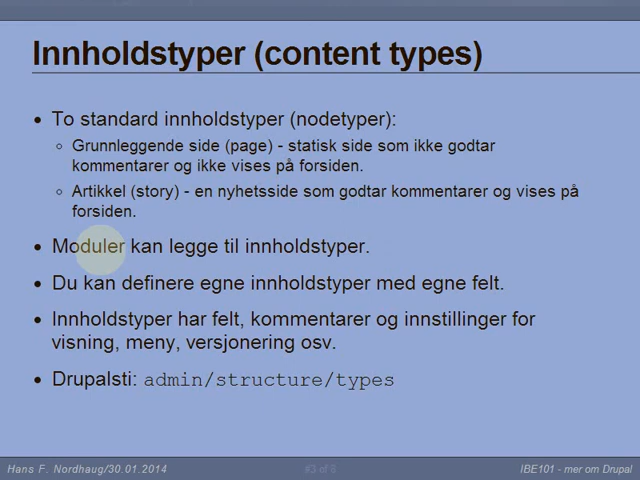 Innholdstyper (content types)
• To standard innholdstyper (nodetyper):
◦ Grunnleggende side (page) - statisk side som ikke godtar
kommentarer og ikke vises på forsiden.
◦ Artikkel (story) - en nyhetsside som godtar kommentarer og vises på
forsiden.
• Moduler kan legge til innholdstyper.
• Du kan definere egne innholdstyper med egne felt.
• Innholdstyper har felt, kommentarer og innstillinger for
visning, meny, versjonering osv.
• Drupalsti: admin/structure/types
Hans F. Nordhaug/30.01.2014 #3 of 6 IBE101 - mer om Drupal